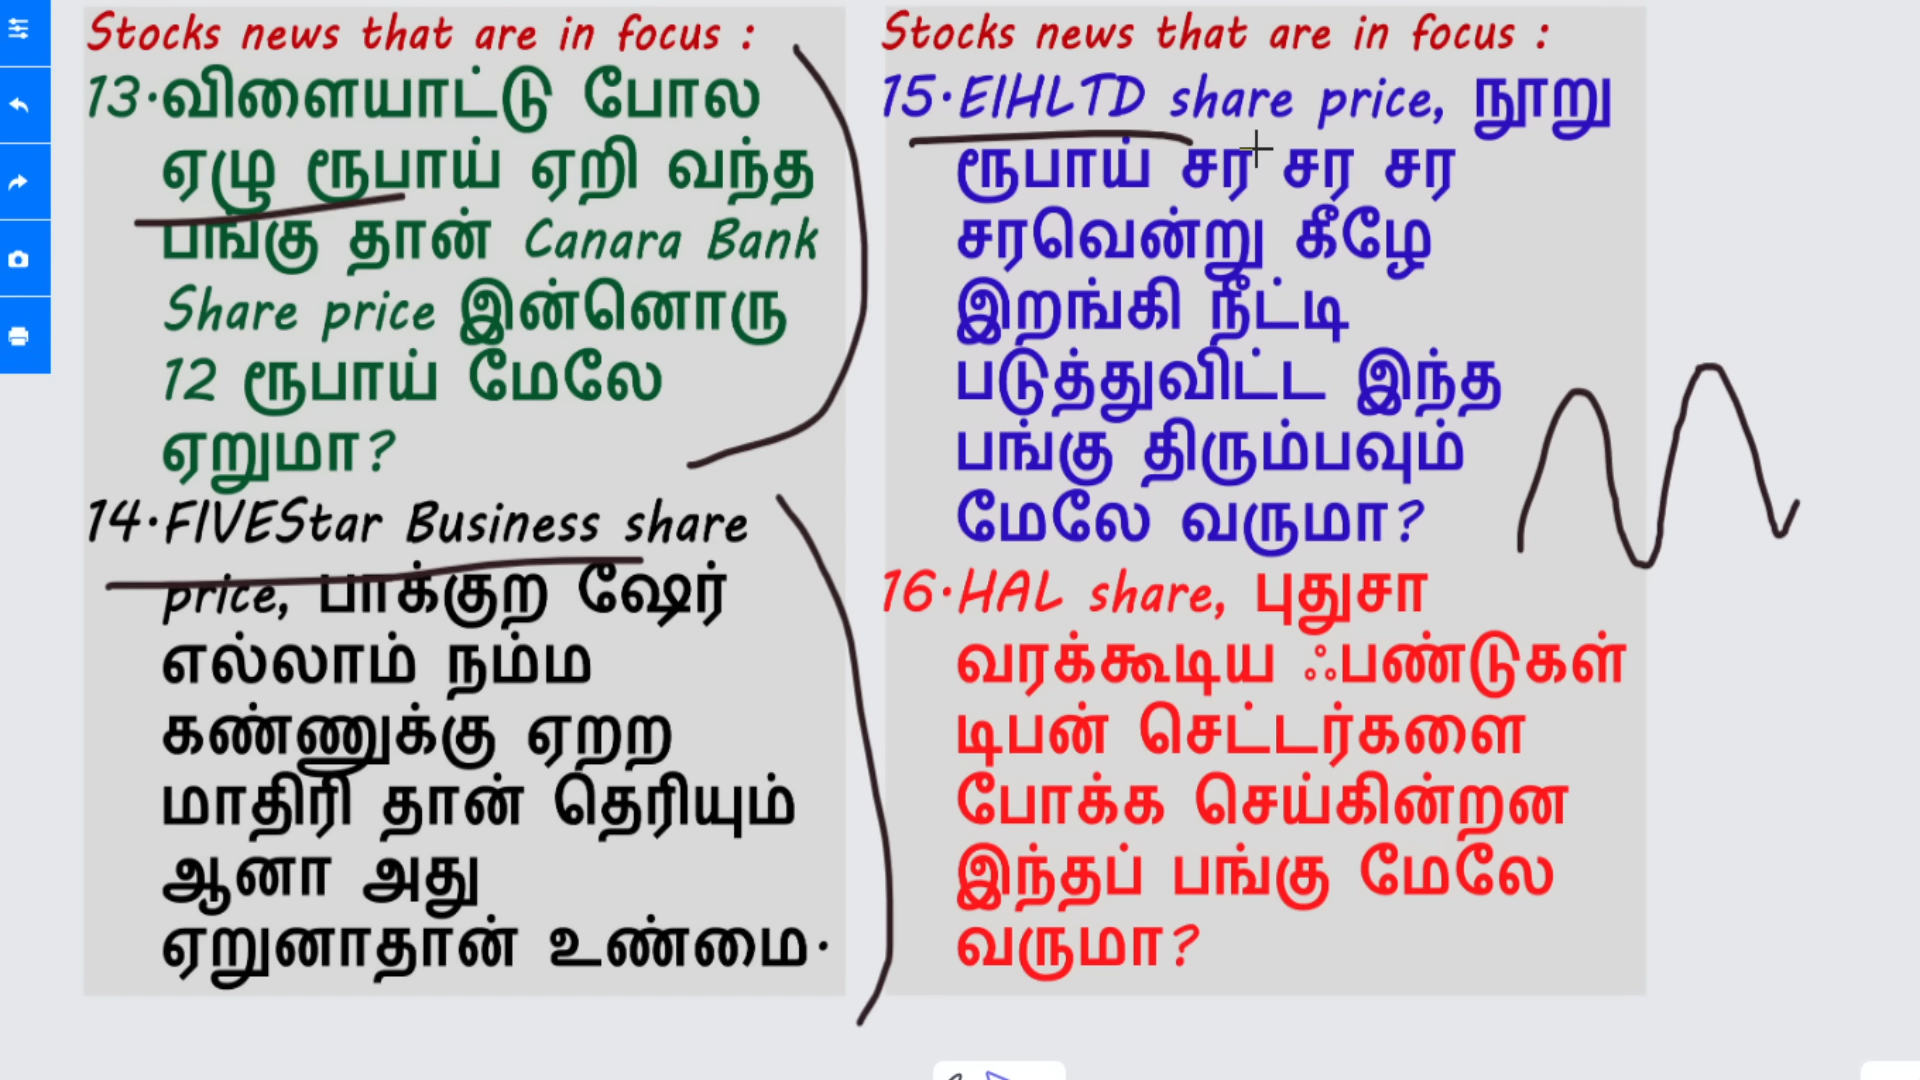 Stocks news that are in focus :
13.விளையாட்டு போல
ஏழு ரூபாய் ஏறி வந்த
பங்கு தான் Canara Bank
Share price இன்னொரு
12 ரூபாய் மேலே
ஏறுமா?
14.FIVEStar Business share
price, பாக்குற ஷேர்
எல்லாம் நம்ம
கண்ணுக்கு ஏறற
மாதிரி தான் தெரியும்
ஆனா அது
ஏறுனாதான் உண்மை.
Stocks news that are in focus :
15.EIHLTD share price, நூறு
ரூபாய் சர சர சர
சரவென்று கீழே
இறங்கி நீட்டி
படுத்துவிட்ட இந்த
பங்கு திரும்பவும்
மேலே வருமா?
16.HAL share, புதுசா
வரக்கூடிய ஃபண்டுகள்
டிபன் செட்டர்களை
போக்க செய்கின்றன
இந்தப் பங்கு மேலே
வருமா?